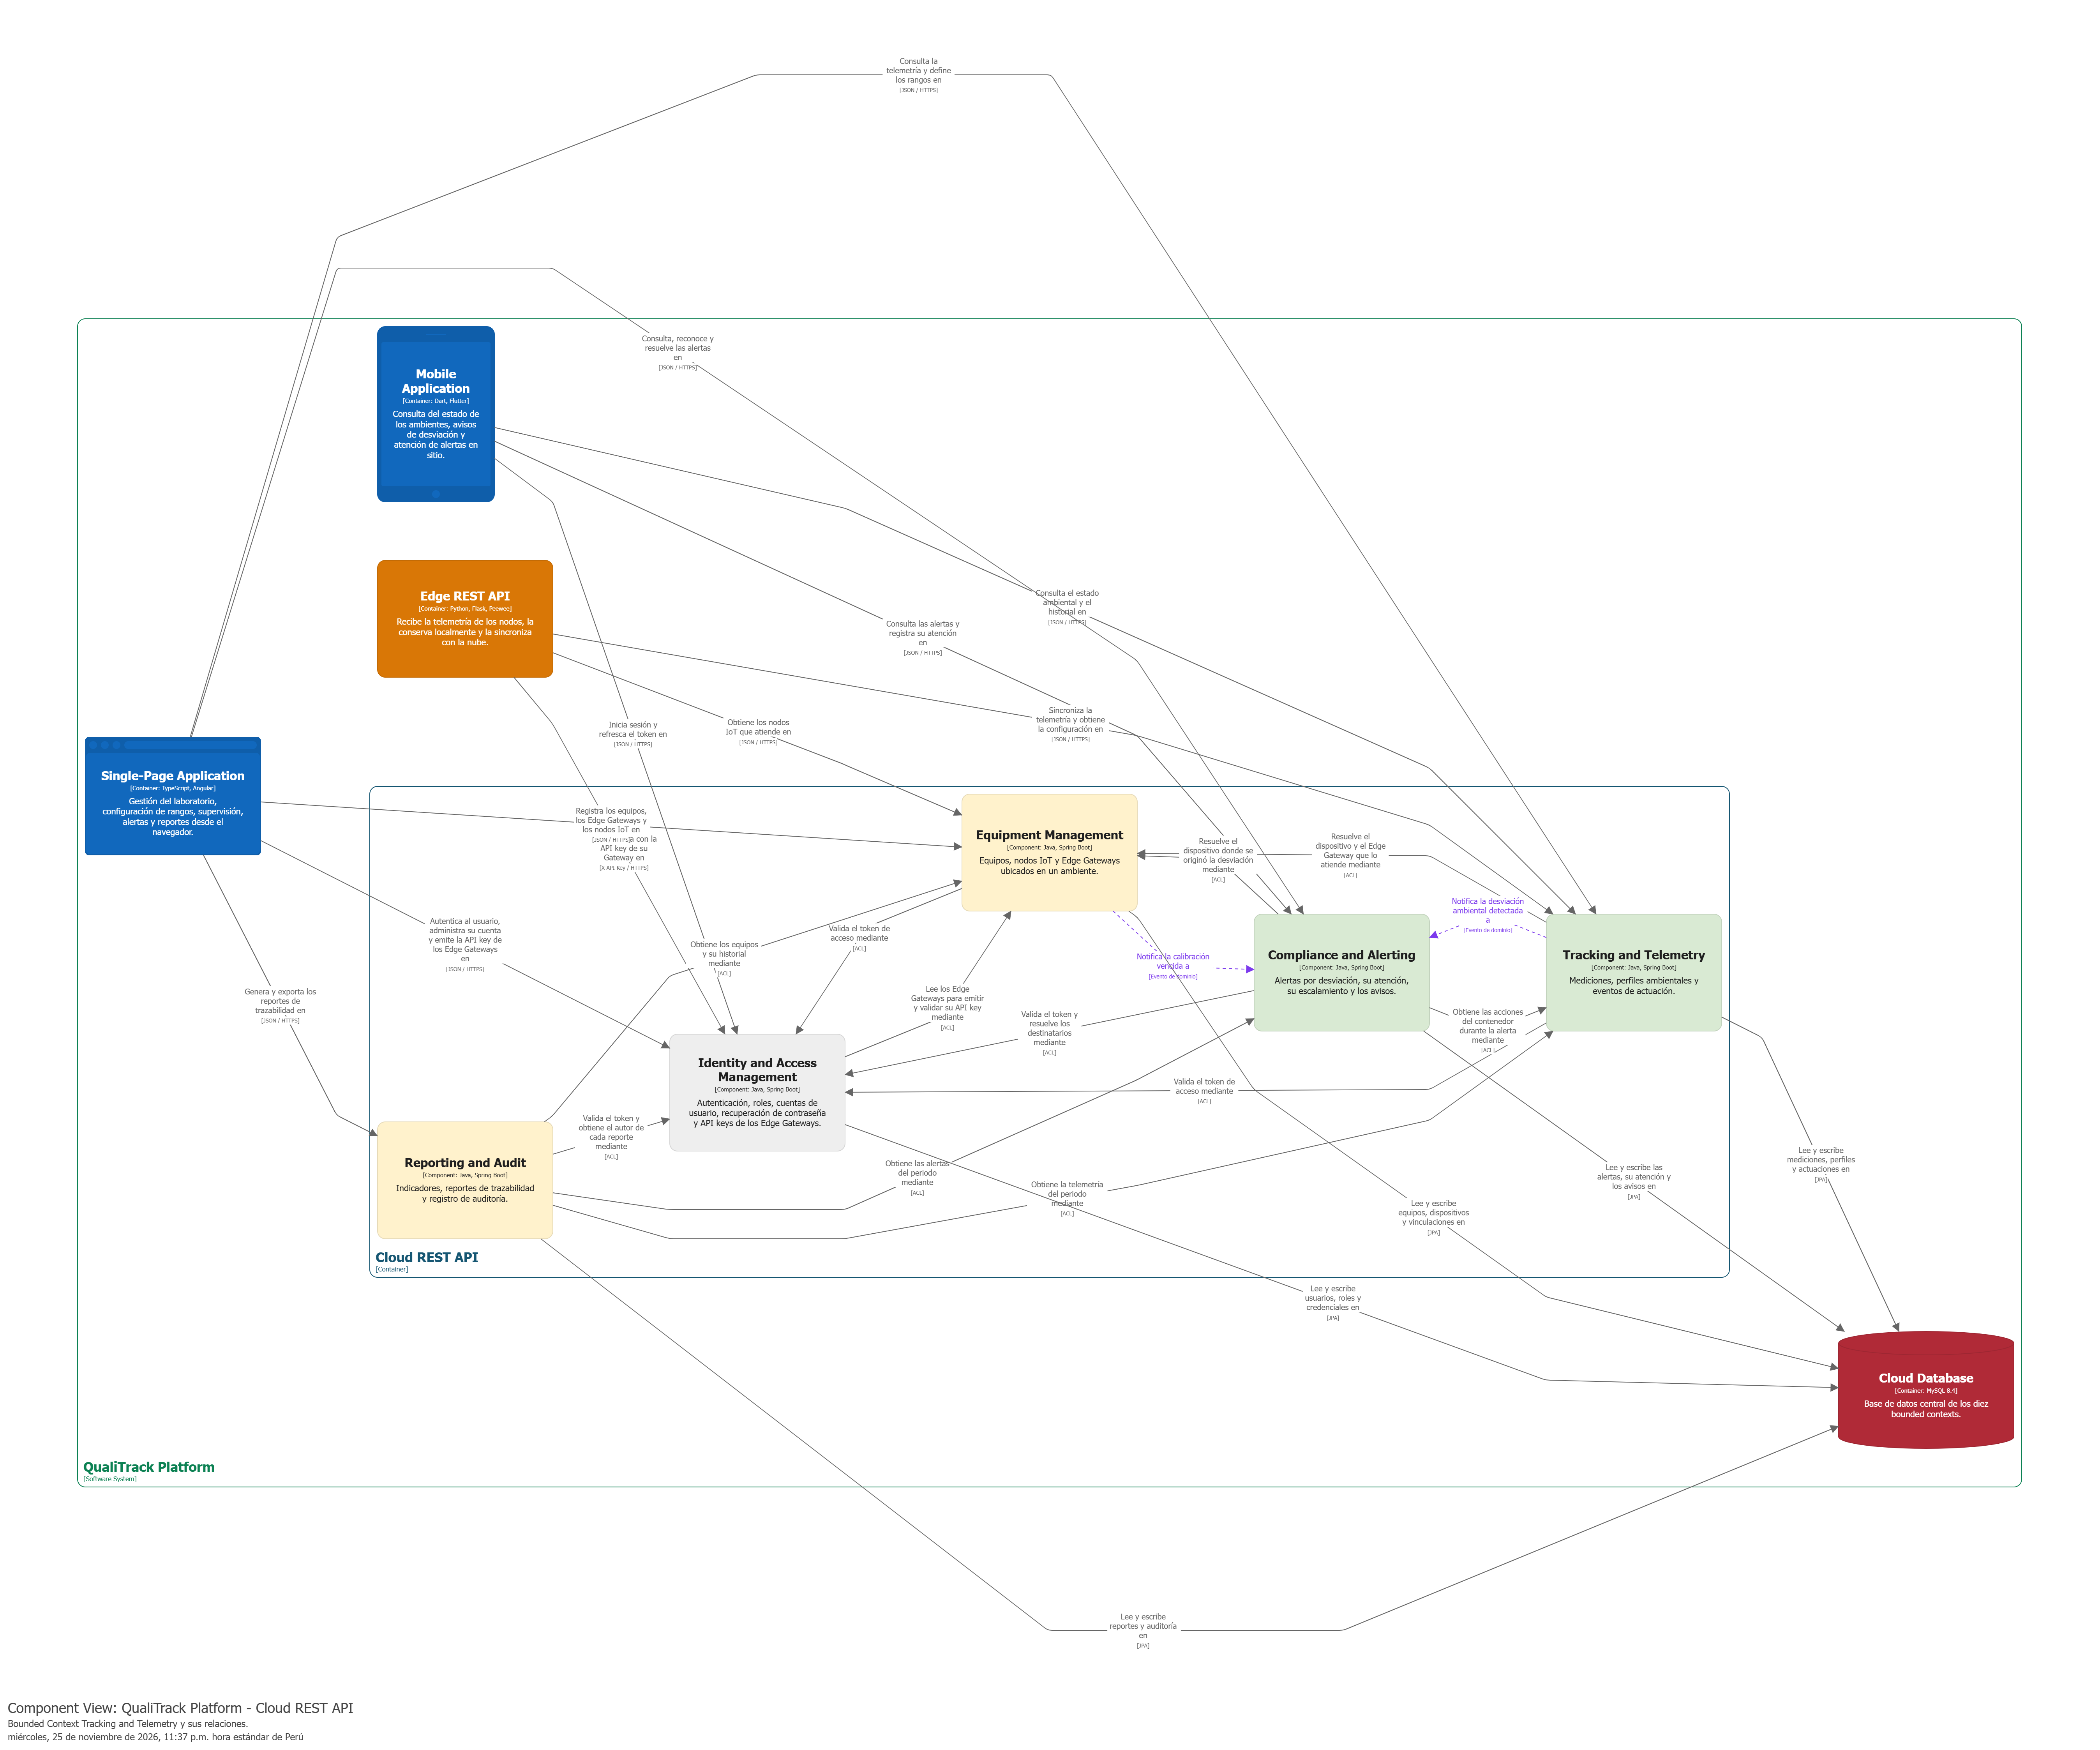 Consulta la
telemetría y define
los rangos en
[JSON / HTTPS]
Consulta, reconoce y
resuelve las alertas
en
[JSON / HTTPS]
Mobile
Application
[Container: Dart, Flutter]
Consulta del estado de
los ambientes, avisos
de desviación y
atención de alertas en
sitio.
Edge REST API
[Container: Python, Flask, Peewee]
Recibe la telemetría de los nodos, la
conserva localmente y la sincroniza
con la nube.
Consulta el estado
ambiental y el
historial en
[JSON / HTTPS]
Consulta las alertas y
registra su atención
en
[JSON / HTTPS]
Inicia sesión y
refresca el token en
[JSON / HTTPS]
Obtiene los nodos
IoT que atiende en
[JSON / HTTPS]
Sincroniza la
telemetría y obtiene
la configuración en
[JSON / HTTPS]
Single-Page Application
[Container: TypeScript, Angular]
Gestión del laboratorio,
configuración de rangos, supervisión,
alertas y reportes desde el
navegador.
Registra los equipos,
los Edge Gateways y
los nodos IoT en
[JSON / HTTPS]
a con la
API key de su
Gateway en
[X-API-Key / HTTPS]
Equipment Management
[Component: Java, Spring Boot]
Equipos, nodos IoT y Edge Gateways
ubicados en un ambiente.
Resuelve el
dispositivo donde se
originó la desviación
mediante
[ACL]
Resuelve el
dispositivo y el Edge
Gateway que lo
atiende mediante
[ACL]
Notifica la desviación
ambiental detectada
a
[Evento de dominio]
Autentica al usuario,
administra su cuenta
y emite la API key de
los Edge Gateways
en
[JSON / HTTPS]
Obtiene los equipos
y su historial
mediante
[ACL]
Valida el token de
acceso mediante
[ACL]
Notifica la calibración
vencida a
[Evento de dominio]
Compliance and Alerting
[Component: Java, Spring Boot]
Alertas por desviación, su atención,
su escalamiento y los avisos.
Tracking and Telemetry
[Component: Java, Spring Boot]
Mediciones, perfiles ambientales y
eventos de actuación.
Genera y exporta los
reportes de
trazabilidad en
[JSON / HTTPS]
Lee los Edge
Gateways para emitir
y validar su API key
mediante
[ACL]
Valida el token y
resuelve los
destinatarios
mediante
[ACL]
Obtiene las acciones
del contenedor
durante la alerta
mediante
[ACL]
Identity and Access
Management
[Component: Java, Spring Boot]
Autenticación, roles, cuentas de
usuario, recuperación de contraseña
y API keys de los Edge Gateways.
Valida el token de
acceso mediante
[ACL]
Valida el token y
obtiene el autor de
cada reporte
mediante
[ACL]
Reporting and Audit
[Component: Java, Spring Boot]
Indicadores, reportes de trazabilidad
y registro de auditoría.
Obtiene las alertas
del periodo
mediante
[ACL]
Obtiene la telemetría
del periodo
mediante
[ACL]
Lee y escribe
equipos, dispositivos
y vinculaciones en
[JPA]
Lee y escribe las
alertas, su atención y
los avisos en
[JPA]
Lee y escribe
mediciones, perfiles
y actuaciones en
[JPA]
Cloud REST API
[Container]
Lee y escribe
usuarios, roles y
credenciales en
[JPA]
Cloud Database
[Container: MySQL 8.4]
Base de datos central de los diez
bounded contexts.
QualiTrack Platform
[Software System]
Lee y escribe
reportes y auditoría
en
[JPA]
Component View: QualiTrack Platform - Cloud REST API
Bounded Context Tracking and Telemetry y sus relaciones.
miércoles, 25 de noviembre de 2026, 11:37 p.m. hora estándar de Perú